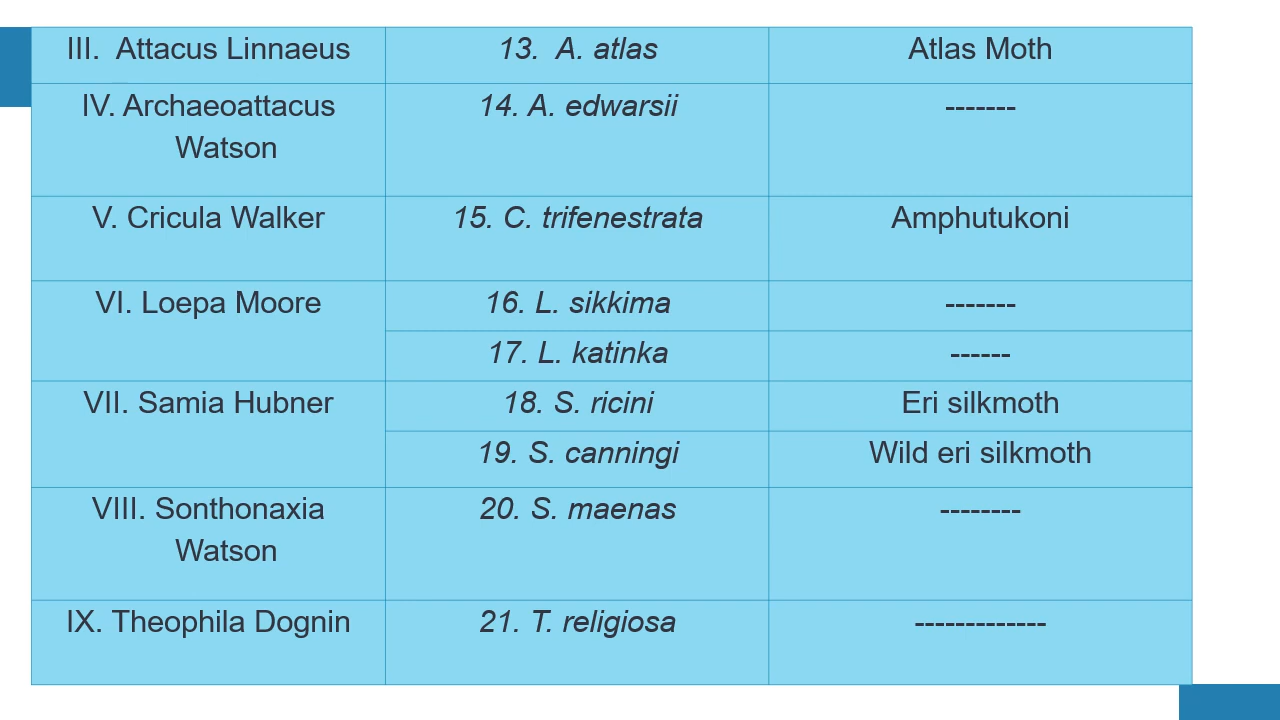 III.  Attacus Linnaeus
13.  A. atlas
Atlas Moth
IV. Archaeoattacus
Watson
14. A. edwarsii
-------
V. Cricula Walker
15. C. trifenestrata
Amphutukoni
VI. Loepa Moore
16. L. sikkima
-------
17. L. katinka
------
VII. Samia Hubner
18. S. ricini
Eri silkmoth
19. S. canningi
Wild eri silkmoth
VIII. Sonthonaxia
Watson
20. S. maenas
--------
IX. Theophila Dognin
21. T. religiosa
-------------